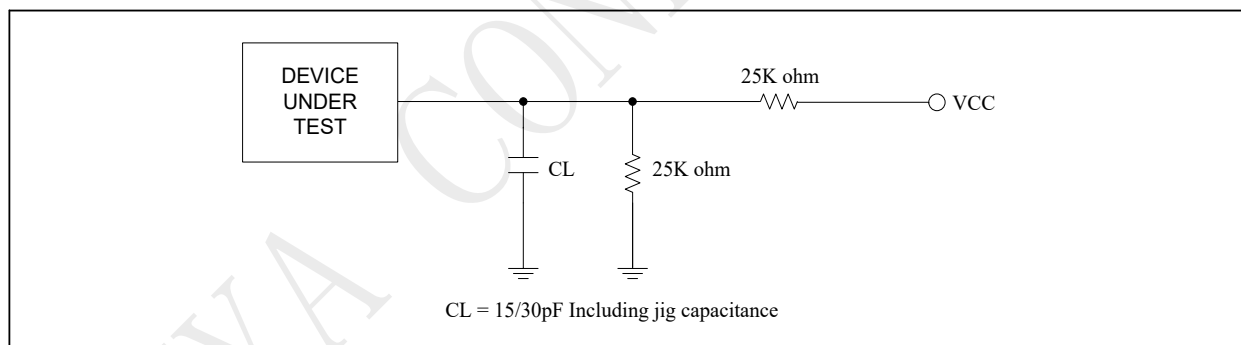 DEVICE
UNDER
TEST
25K ohm
VCC
CL
25K ohm
CL = 15/30pF Including jig capacitance